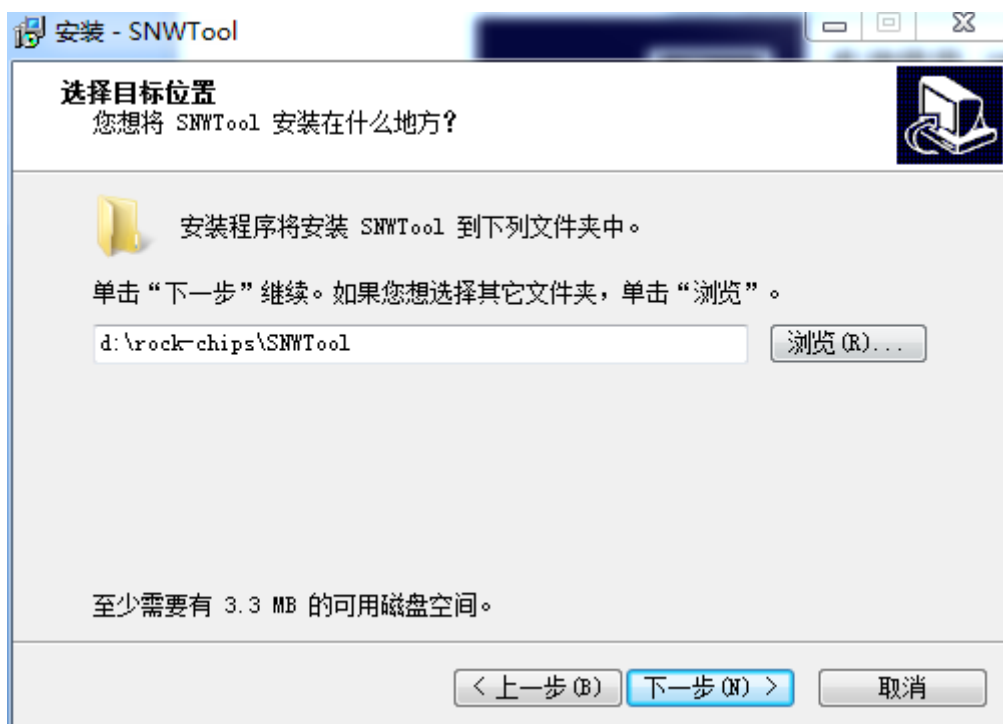 安装 - SNWTool
选择目标位置
您想将 SNWTool 安装在什么地方?
安装程序将安装 SNWTool 到下列文件夹中。
单击“下一步”继续。如果您想选择其它文件夹，单击“浏览”。
d:\rock-chips\SNWTool
浏览(R)...
至少需要有 3.3 MB 的可用磁盘空间。
< 上一步(B)
下一步(N) >
取消